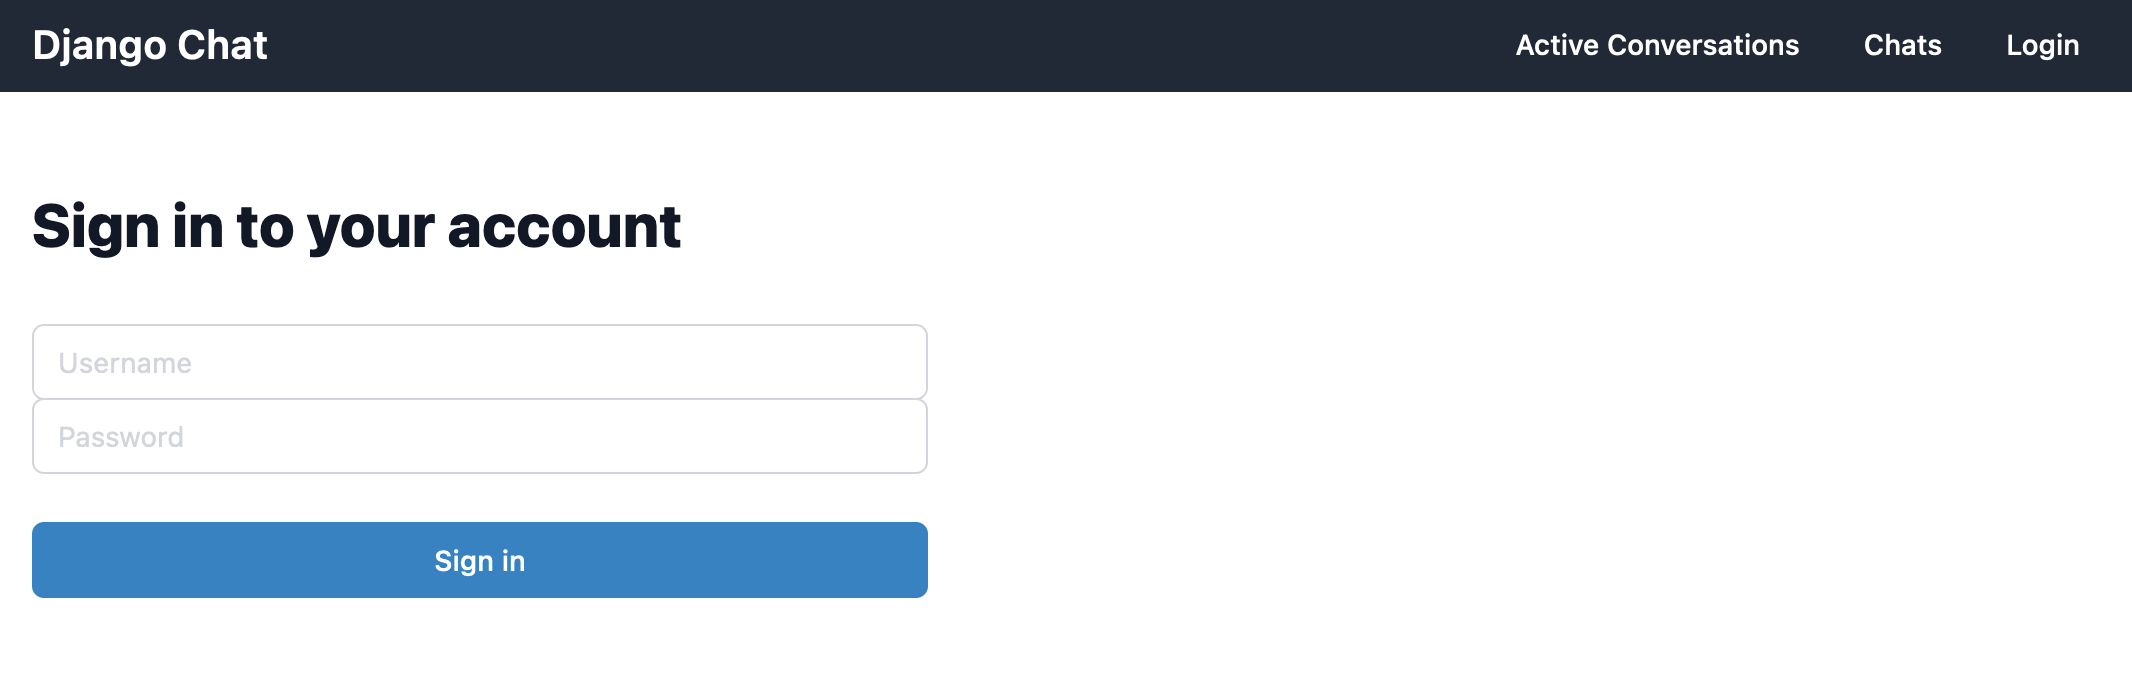 Django Chat
Active Conversations
Chats
Login
Sign in to your account
Username
Password
Sign in